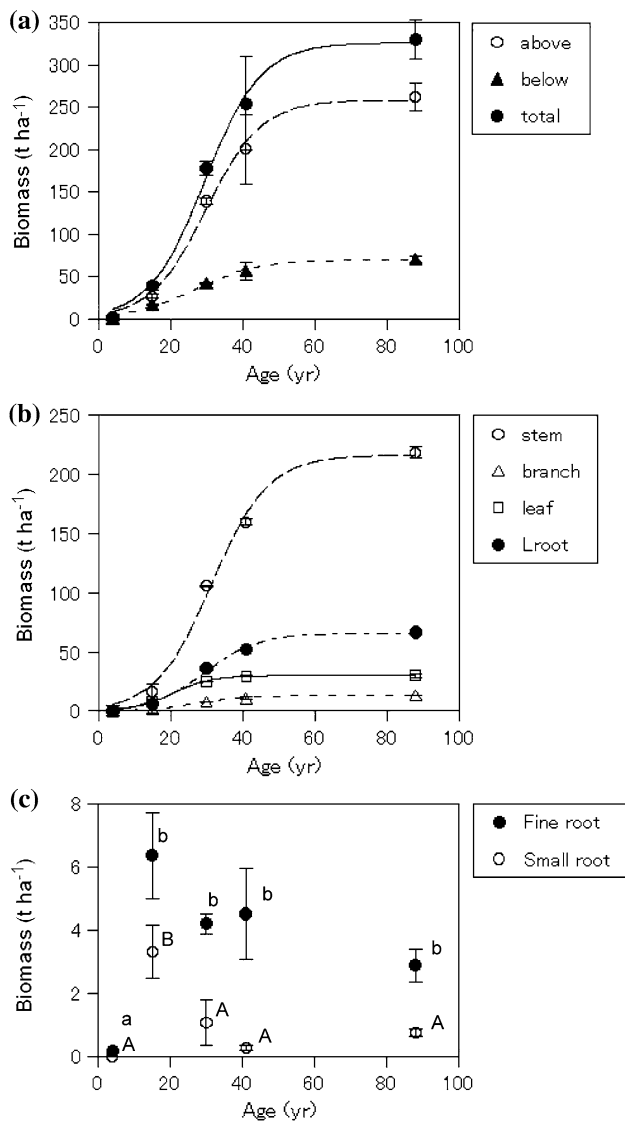 (a)
350
300
250
200
150
100
50
0
Biomass (t ha-1)
0 20 40 60 80 100
Age (yr)
above
below
total
(b)
250
200
150
100
50
0
Biomass (t ha-1)
0 20 40 60 80 100
Age (yr)
stem
branch
leaf
Lroot
(c)
8
6
4
2
0
Biomass (t ha-1)
b
B
b
b
b
A
A
A
a
A
0 20 40 60 80 100
Age (yr)
Fine root
Small root